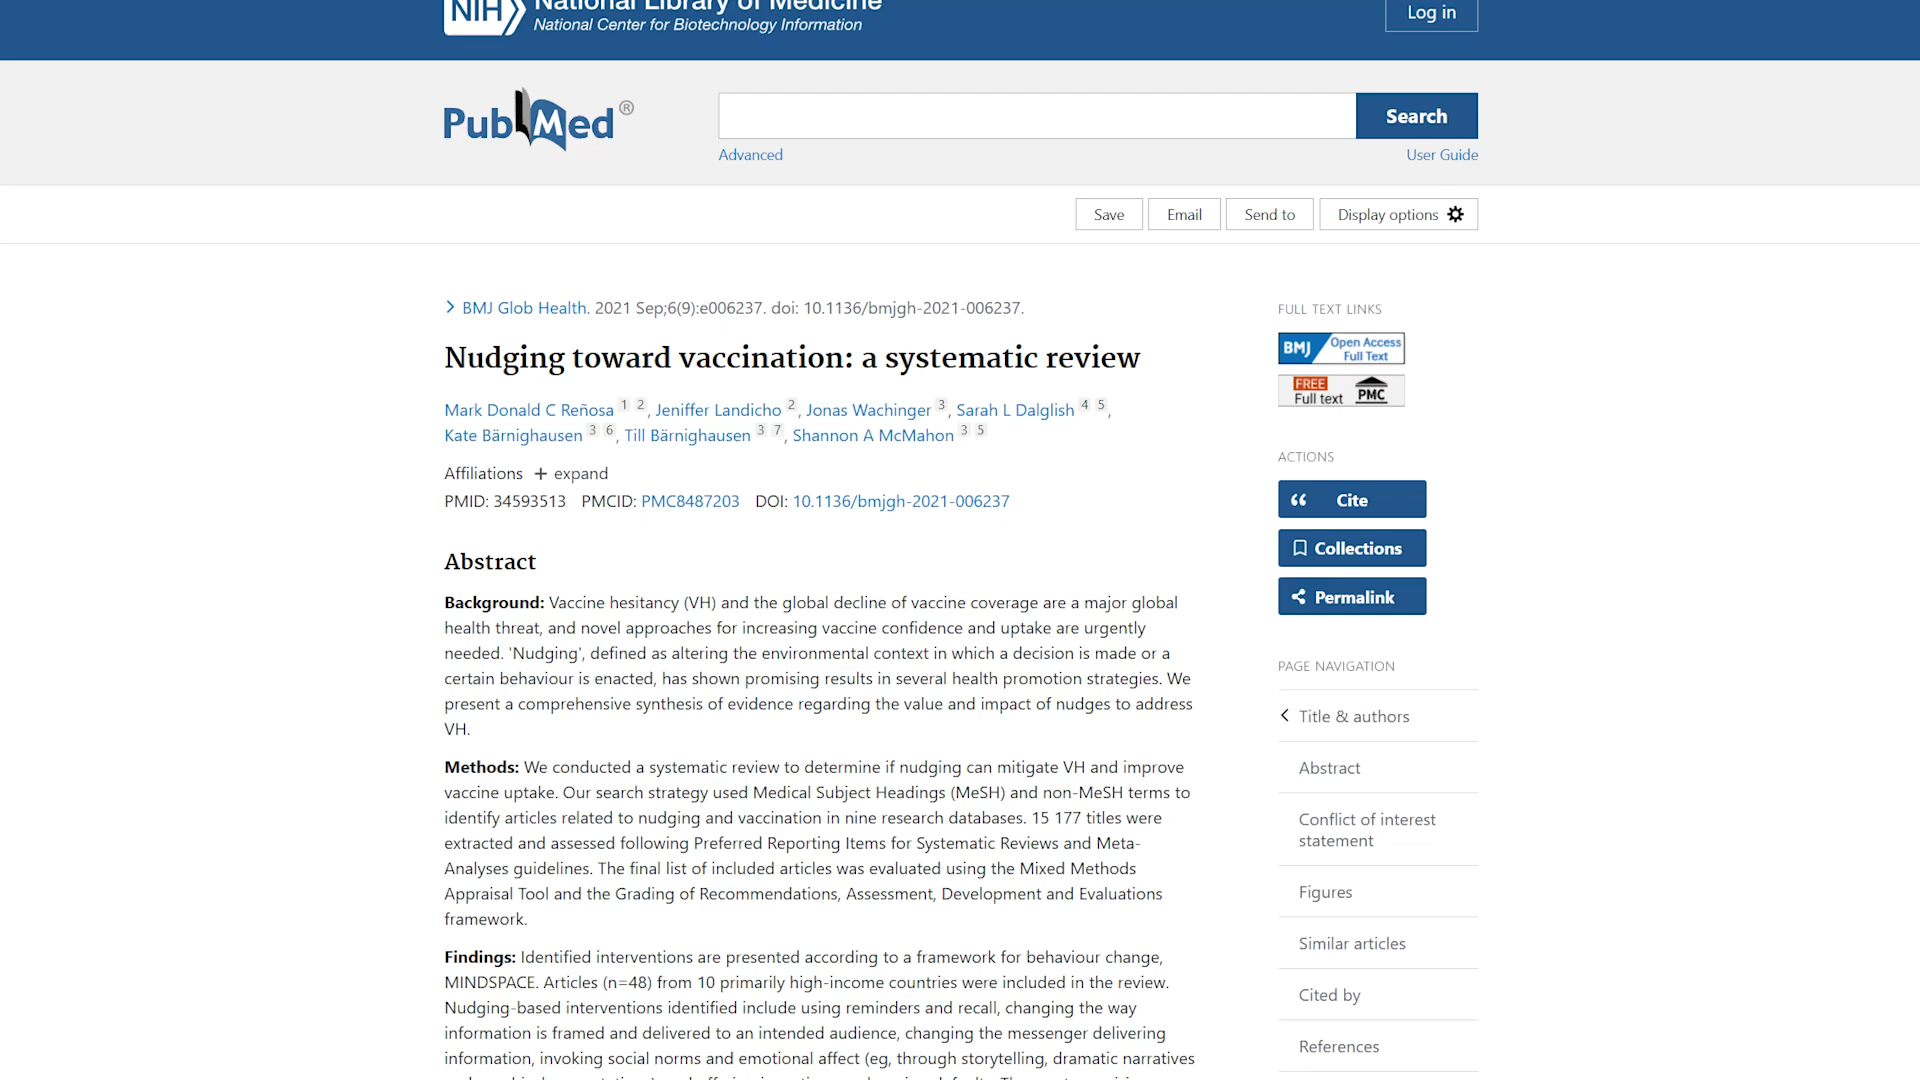 NIH National Library of Medicine
National Center for Biotechnology Information
Log in
PubMed®
Search
Advanced
User Guide
Save
Email
Send to
Display options
BMJ Glob Health. 2021 Sep;6(9):e006237. doi: 10.1136/bmjgh-2021-006237.
Nudging toward vaccination: a systematic review
Mark Donald C Reñosa 1 2, Jeniffer Landicho 2, Jonas Wachinger 3, Sarah L Dalglish 4 5,
Kate Bärnighausen 3 6, Till Bärnighausen 3 7, Shannon A McMahon 3 5
Affiliations + expand
PMID: 34593513 PMCID: PMC8487203 DOI: 10.1136/bmjgh-2021-006237
Abstract
Background: Vaccine hesitancy (VH) and the global decline of vaccine coverage are a major global
health threat, and novel approaches for increasing vaccine confidence and uptake are urgently
needed. 'Nudging', defined as altering the environmental context in which a decision is made or a
certain behaviour is enacted, has shown promising results in several health promotion strategies. We
present a comprehensive synthesis of evidence regarding the value and impact of nudges to address
VH.
Methods: We conducted a systematic review to determine if nudging can mitigate VH and improve
vaccine uptake. Our search strategy used Medical Subject Headings (MeSH) and non-MeSH terms to
identify articles related to nudging and vaccination in nine research databases. 15 177 titles were
extracted and assessed following Preferred Reporting Items for Systematic Reviews and Meta-
Analyses guidelines. The final list of included articles was evaluated using the Mixed Methods
Appraisal Tool and the Grading of Recommendations, Assessment, Development and Evaluations
framework.
Findings: Identified interventions are presented according to a framework for behaviour change,
MINDSPACE. Articles (n=48) from 10 primarily high-income countries were included in the review.
Nudging-based interventions identified include using reminders and recall, changing the way
information is framed and delivered to an intended audience, changing the messenger delivering
information, invoking social norms and emotional affect (eg, through storytelling, dramatic narratives
FULL TEXT LINKS
BMJ Open Access
Full Text
FREE
Full text PMC
ACTIONS
Cite
Collections
Permalink
PAGE NAVIGATION
Title & authors
Abstract
Conflict of interest
statement
Figures
Similar articles
Cited by
References